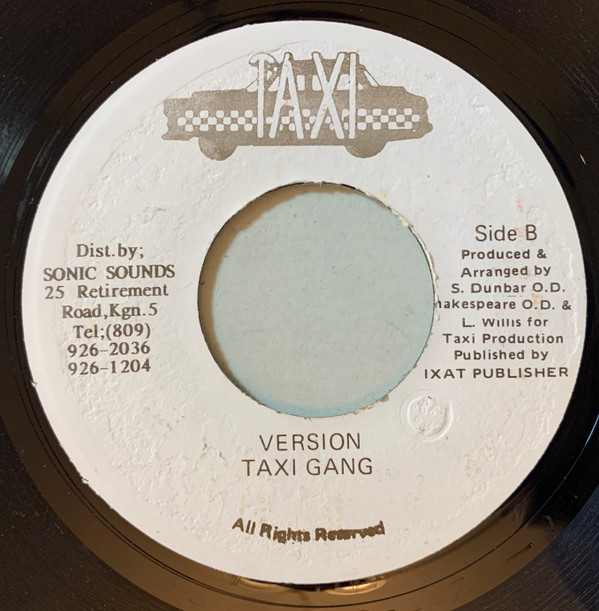 TAXI
Dist.by;
SONIC SOUNDS
25 Retirement
Road,Kgn.5
Tel;(809)
926-2036
926-1204
Side B
Produced &
Arranged by
S. Dunbar O.D.
hakespeare O.D. &
L. Willis for
Taxi Production
Published by
IXAT PUBLISHER
VERSION
TAXI GANG
All Rights Reserved